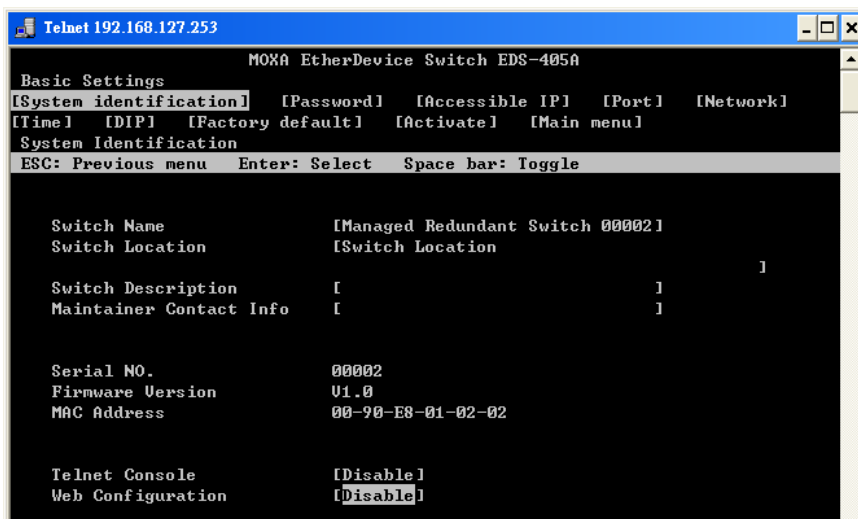 Telnet 192.168.127.253
MOXA EtherDevice Switch EDS-405A
Basic Settings
[System identification] [Password] [Accessible IP] [Port] [Network]
[Time] [DIP] [Factory default] [Activate] [Main menu]
System Identification
ESC: Previous menu Enter: Select Space bar: Toggle
Switch Name [Managed Redundant Switch 00002]
Switch Location [Switch Location
]
Switch Description [ ]
Maintainer Contact Info [ ]
Serial NO. 00002
Firmware Version V1.0
MAC Address 00-90-E8-01-02-02
Telnet Console [Disable]
Web Configuration [Disable]